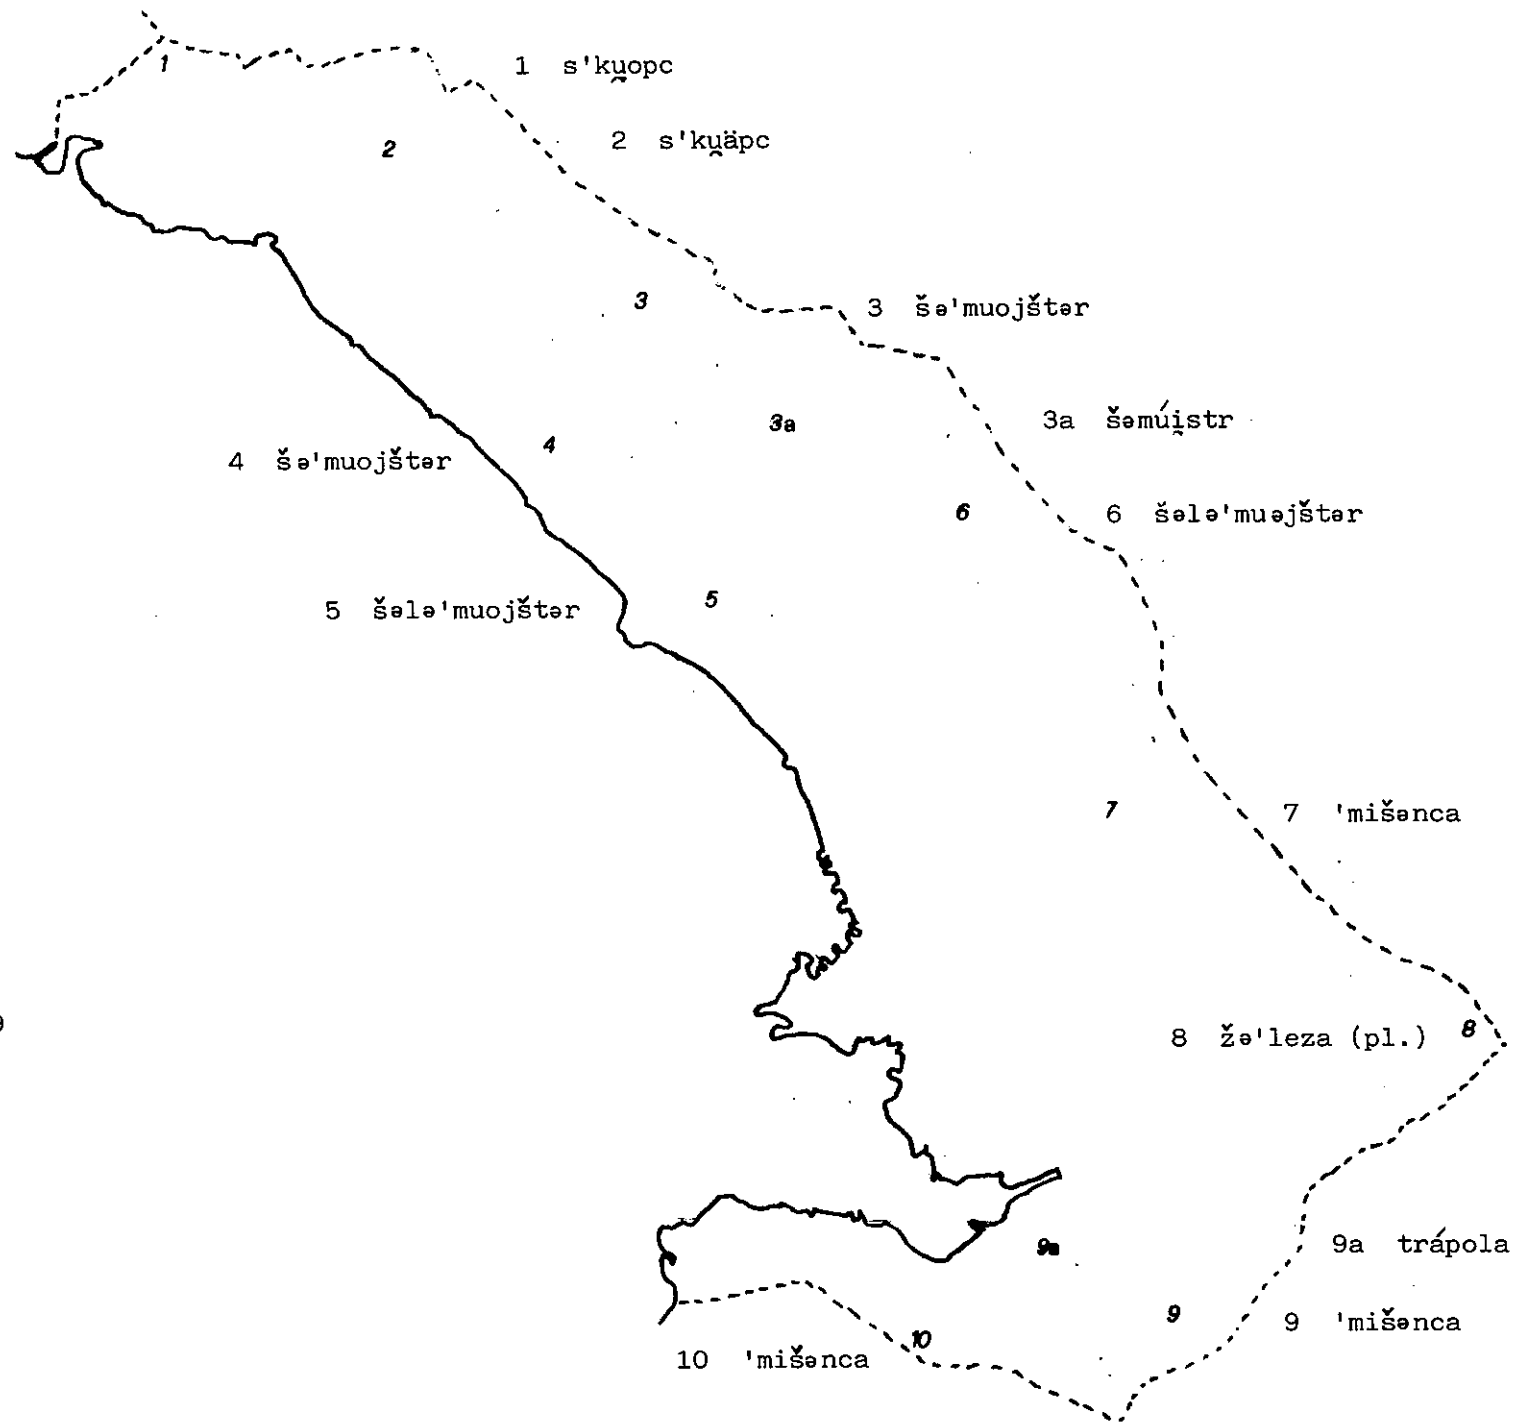 1
1 s'ku̯opc
2 s'ku̯äpc
2
3
3 šə'muojštər
3a
3a šəmúi̯str
4 šə'muojštər
4
6
6 šələ'muəjštər
5
5 šələ'muojštər
7
7 'mišənca
8 žə'leza (pl.)
8
9a
9a trápola
9
9 'mišənca
10
10 'mišənca